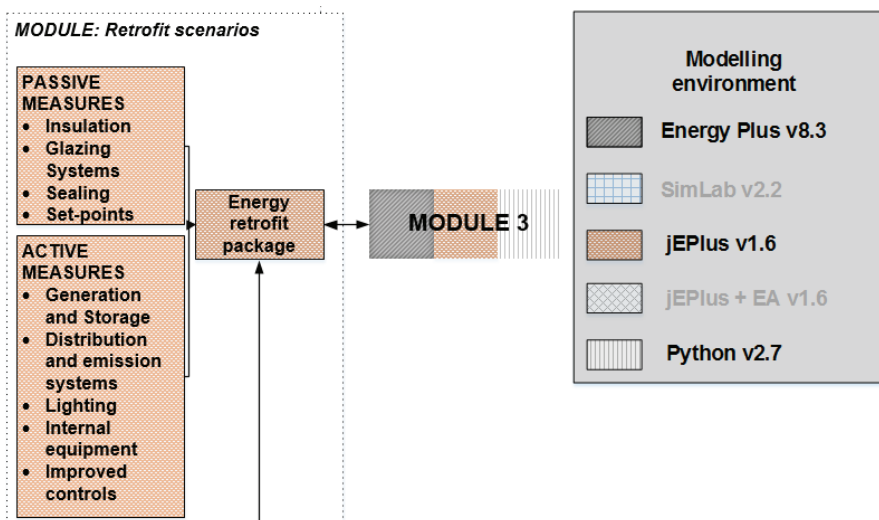 MODULE: Retrofit scenarios
PASSIVE
MEASURES
• Insulation
• Glazing
Systems
• Sealing
• Set-points
ACTIVE
MEASURES
• Generation
and Storage
• Distribution
and emission
systems
• Lighting
• Internal
equipment
• Improved
controls
Energy
retrofit
package
MODULE 3
Modelling
environment
Energy Plus v8.3
SimLab v2.2
jEPlus v1.6
jEPlus + EA v1.6
Python v2.7